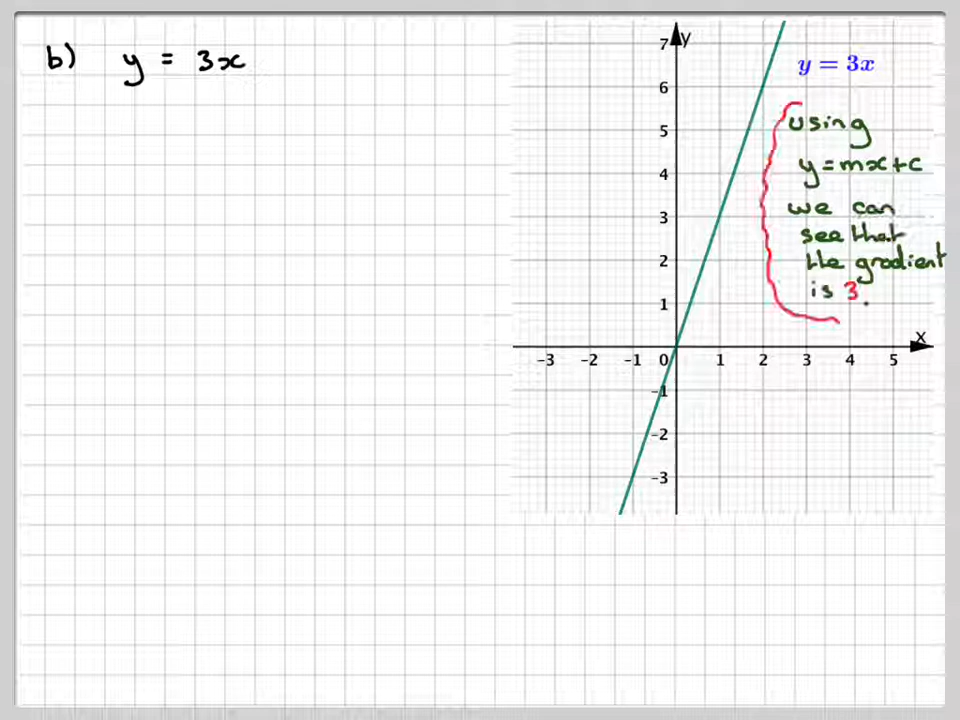 b) y = 3x
y
7
y = 3x
6
using
5
y=mx+c
4
we can
3
see that
2
the gradient
is 3.
1
x
-3 -2 -1 0 1 2 3 4 5
-1
-2
-3